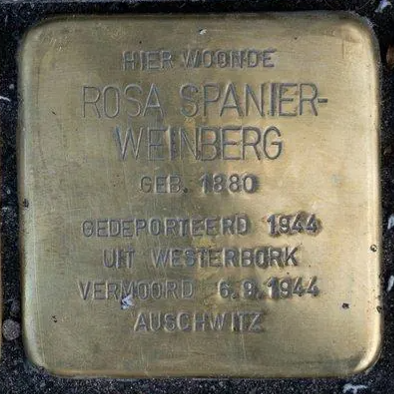 HIER WOONDE
ROSA SPANIER-
WEINBERG
GEB. 1880
GEDEPORTEERD 1944
UIT WESTERBORK
VERMOORD 6.9.1944
AUSCHWITZ